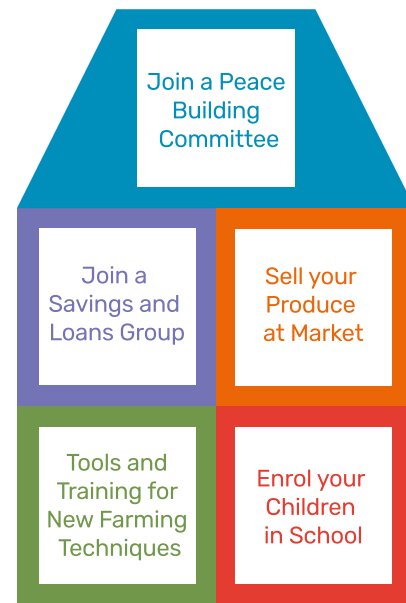 Join a Peace
Building
Committee
Join a
Savings and
Loans Group
Sell your
Produce
at Market
Tools and
Training for
New Farming
Techniques
Enrol your
Children
in School